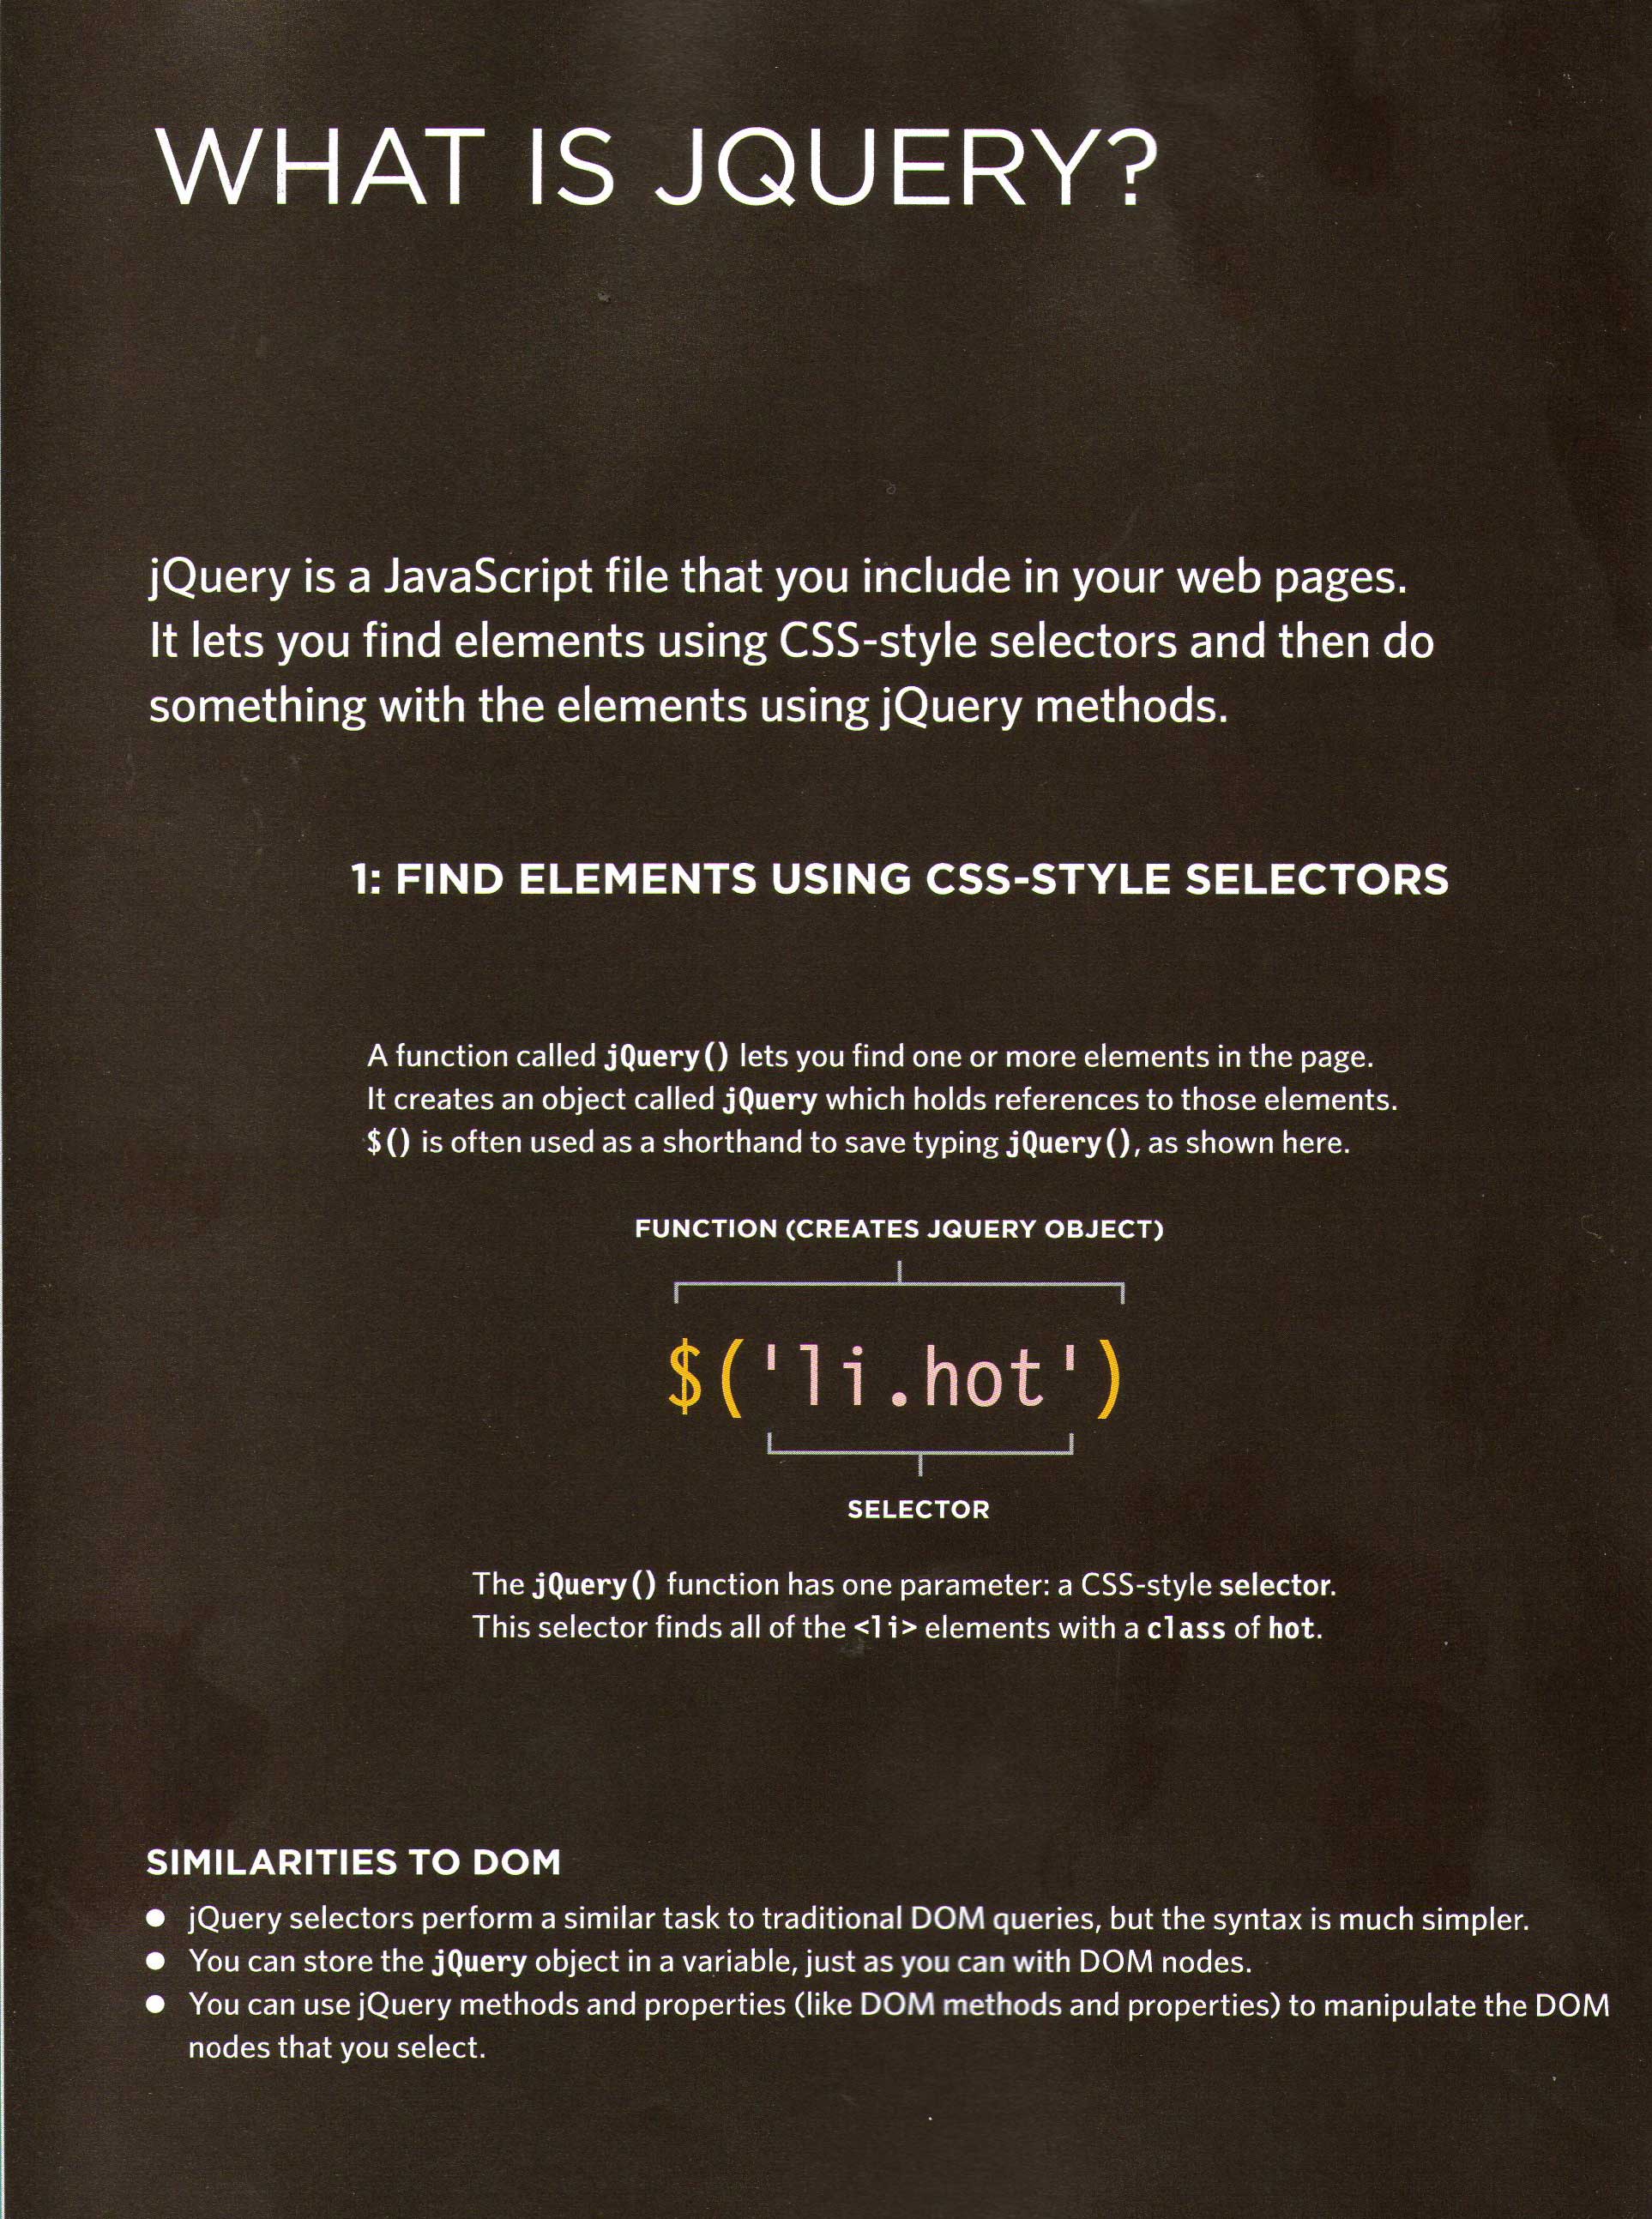 WHAT IS JQUERY?
jQuery is a JavaScript file that you include in your web pages.
It lets you find elements using CSS-style selectors and then do
something with the elements using jQuery methods.
1: FIND ELEMENTS USING CSS-STYLE SELECTORS
A function called jQuery() lets you find one or more elements in the page.
It creates an object called jQuery which holds references to those elements.
$() is often used as a shorthand to save typing jQuery(), as shown here.
FUNCTION (CREATES JQUERY OBJECT)
$('li.hot')
SELECTOR
The jQuery() function has one parameter: a CSS-style selector.
This selector finds all of the <li> elements with a class of hot.
SIMILARITIES TO DOM
● jQuery selectors perform a similar task to traditional DOM queries, but the syntax is much simpler.
● You can store the jQuery object in a variable, just as you can with DOM nodes.
● You can use jQuery methods and properties (like DOM methods and properties) to manipulate the DOM
nodes that you select.